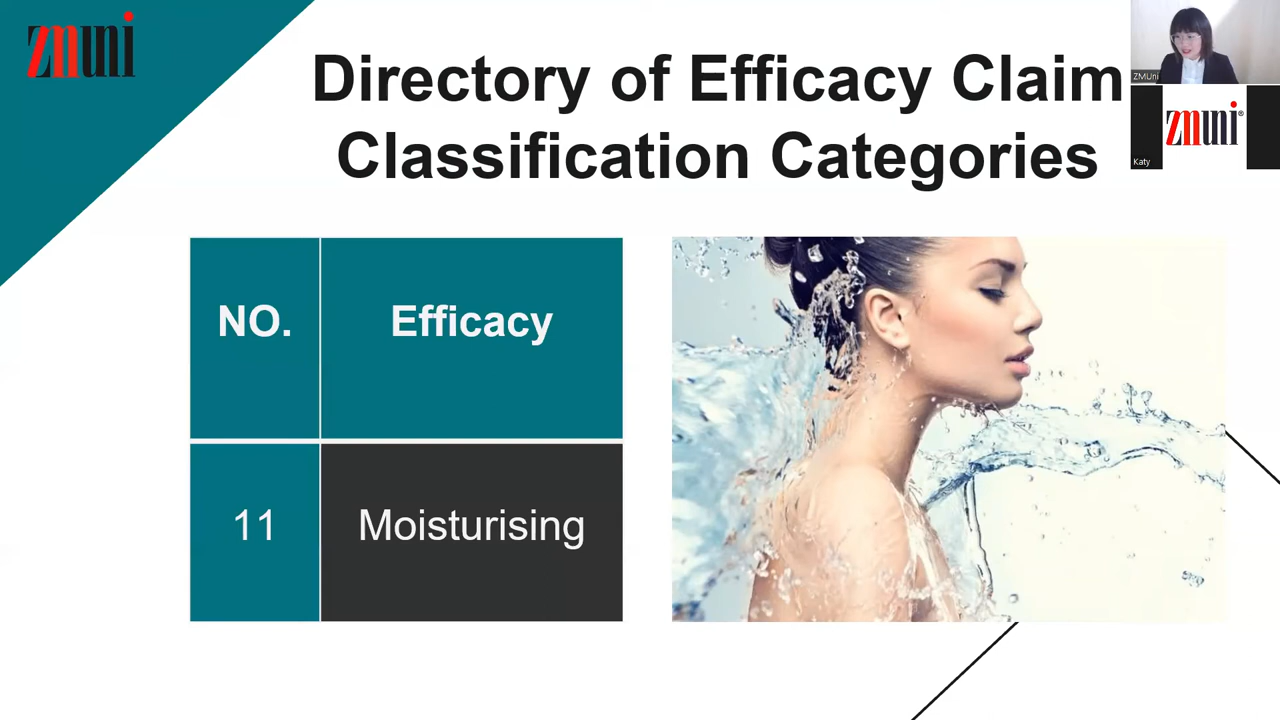 zmuni
Directory of Efficacy Claim
Classification Categories
ZMUni
zmuni®
Katy
NO.
Efficacy
11
Moisturising